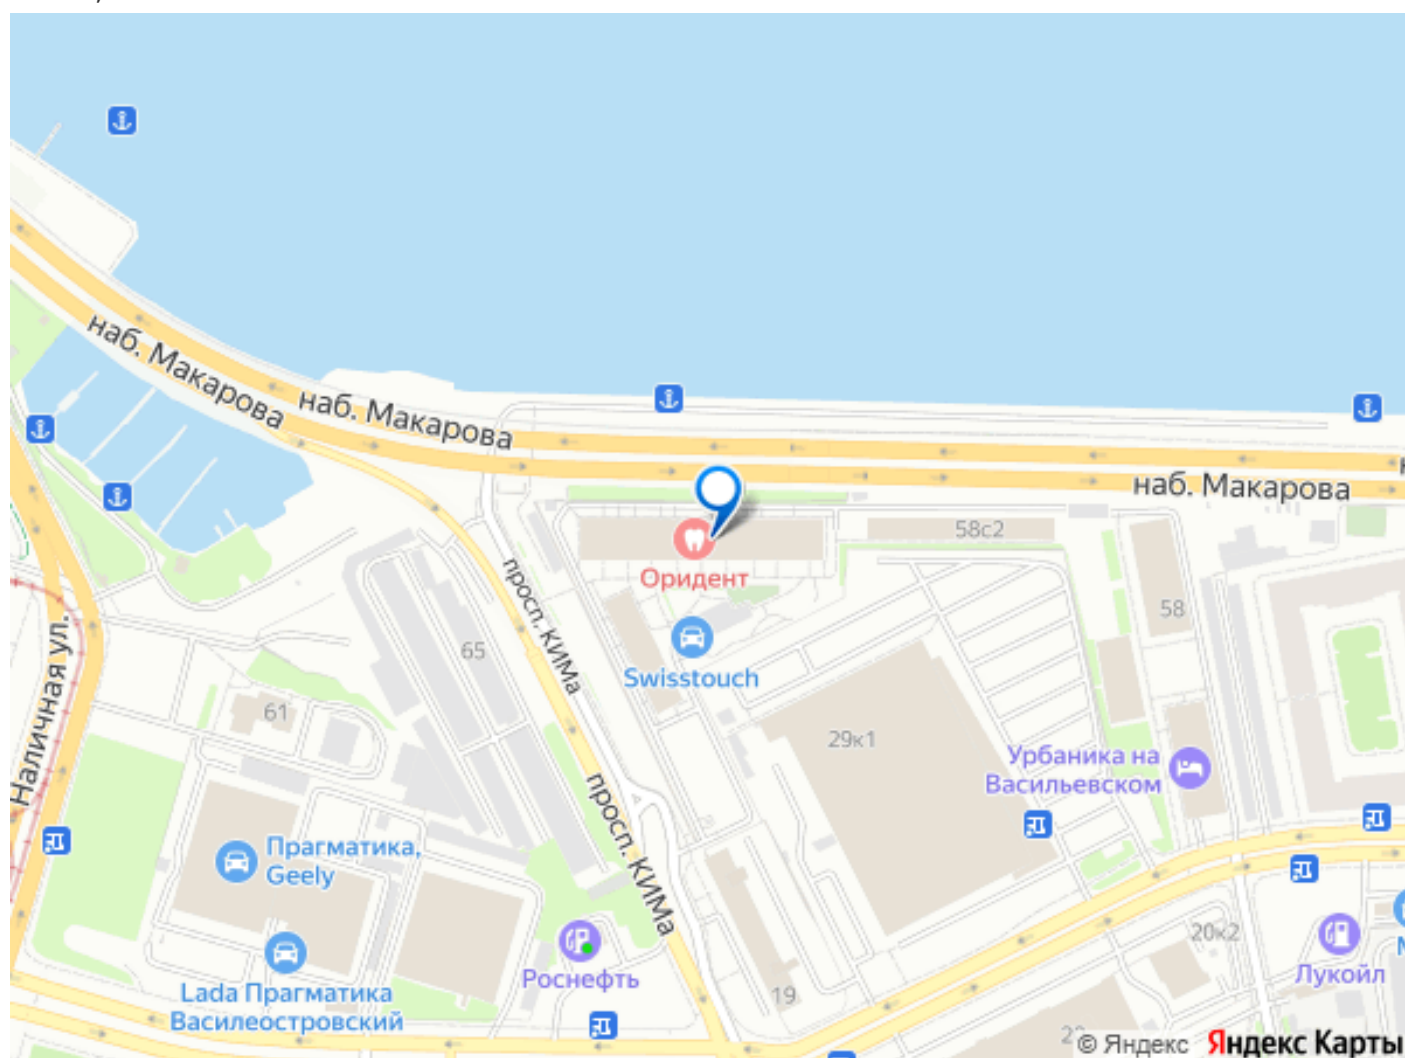 наб. Макарова
наб. Макарова
наб. Макарова
58с2
Оридент
просп. КИМа
58
Наличная ул.
65
Swisstouch
61
29к1
Урбаника на
Васильевском
просп. КИМа
Прагматика,
Geely
20к2
Роснефть
Лукойл
Lada Прагматика
Василеостровский
19
© Яндекс
Яндекс Карты